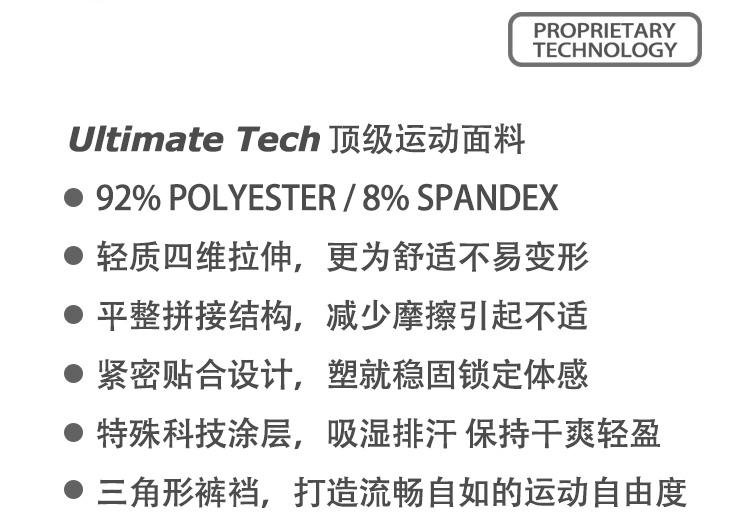 PROPRIETARY
TECHNOLOGY
Ultimate Tech 顶级运动面料
● 92% POLYESTER / 8% SPANDEX
● 轻质四维拉伸，更为舒适不易变形
● 平整拼接结构，减少摩擦引起不适
● 紧密贴合设计，塑就稳固锁定体感
● 特殊科技涂层，吸湿排汗 保持干爽轻盈
● 三角形裤裆，打造流畅自如的运动自由度